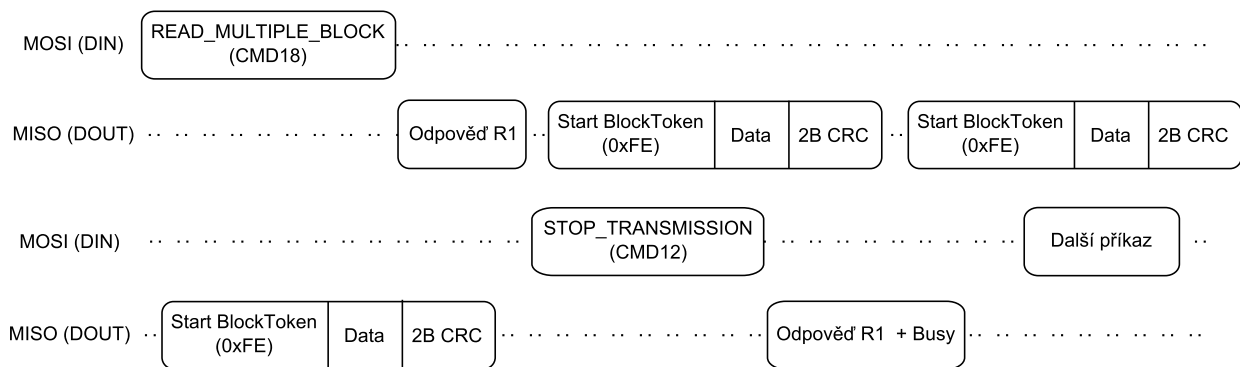 MOSI (DIN)
READ_MULTIPLE_BLOCK
(CMD18)
MISO (DOUT)
Odpověď R1
Start BlockToken
(0xFE)
Data
2B CRC
Start BlockToken
(0xFE)
Data
2B CRC
MOSI (DIN)
STOP_TRANSMISSION
(CMD12)
Další příkaz
MISO (DOUT)
Start BlockToken
(0xFE)
Data
2B CRC
Odpověď R1 + Busy